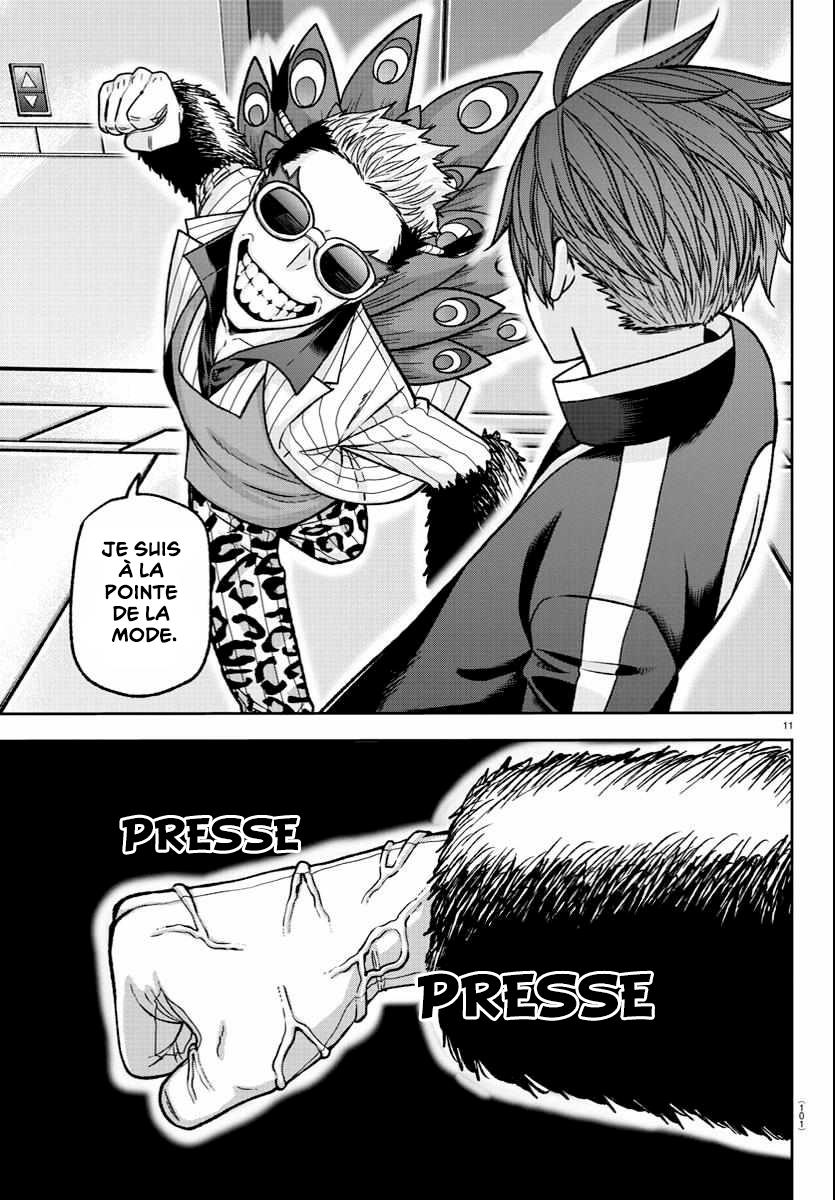 JE SUIS
À LA
POINTE
DE LA
MODE.
11
PRESSE
PRESSE
(101)